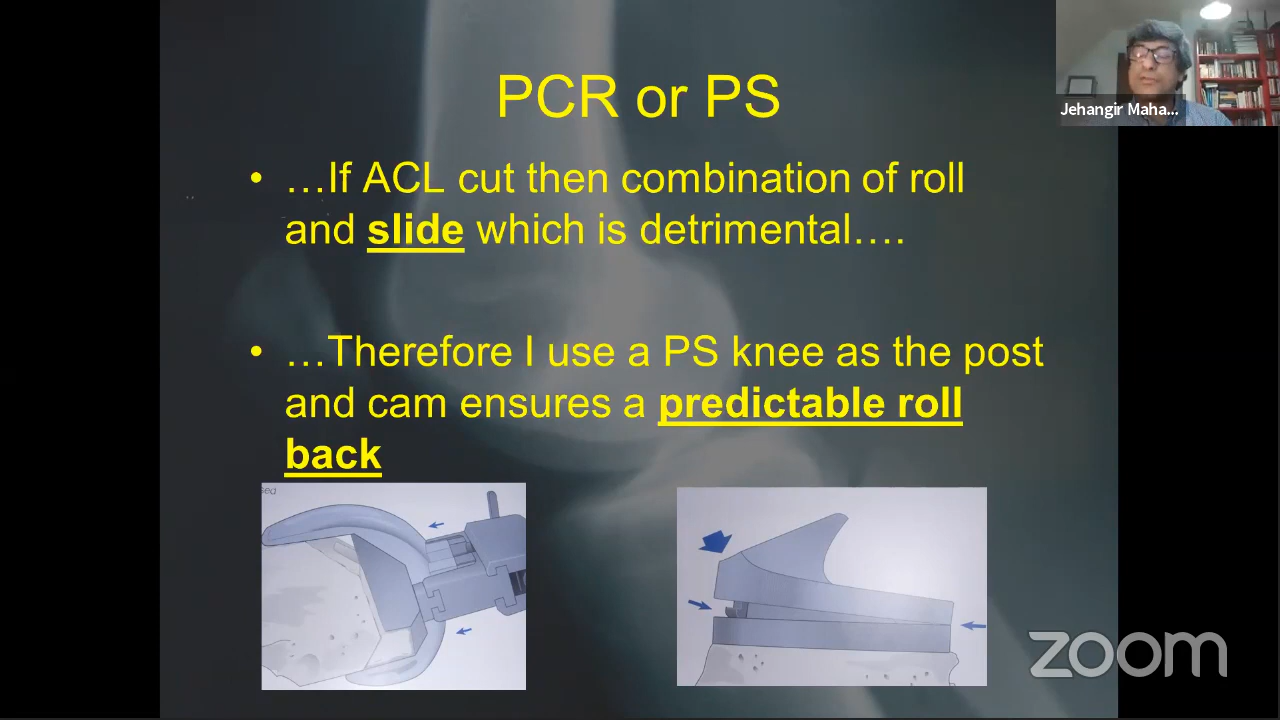 PCR or PS
Jehangir Maha...
• …If ACL cut then combination of roll
and slide which is detrimental….
• …Therefore I use a PS knee as the post
and cam ensures a predictable roll
back
zoom